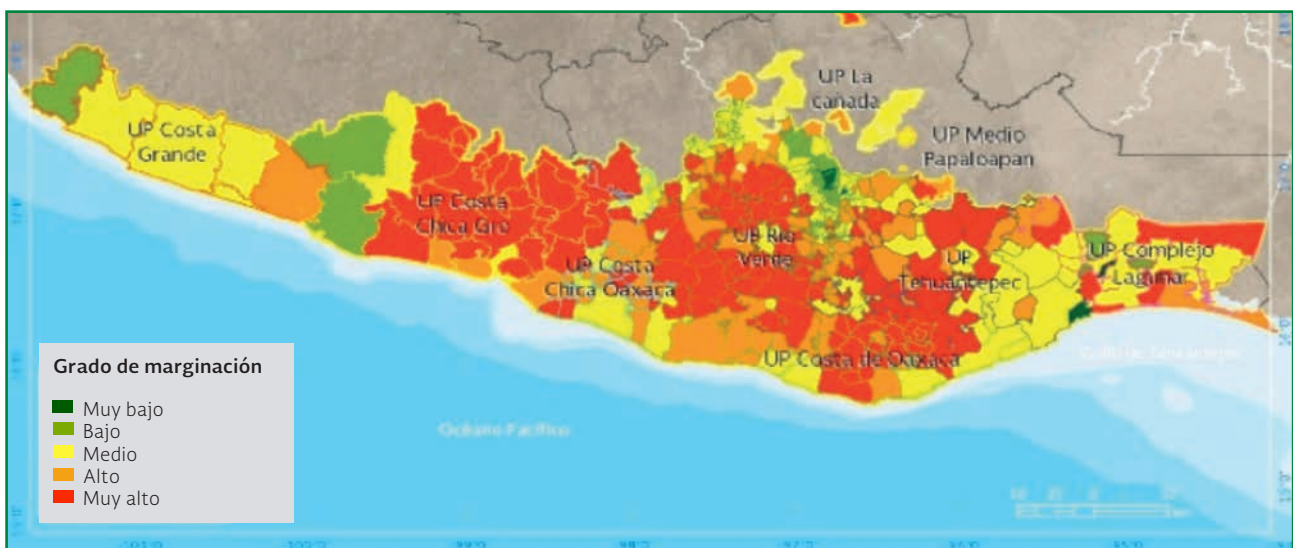 UP La
cañada
UP Medio
Papaloapan
UP Costa
Grande
UP Costa
Chica Gro
UP Rio
Verde
UP
Tehuantepec
UP Complejo
Lagunar
UP Costa
Chica Oaxaca
UP Costa de Oaxaca
Océano Pacífico
Grado de marginación
Muy bajo
Bajo
Medio
Alto
Muy alto